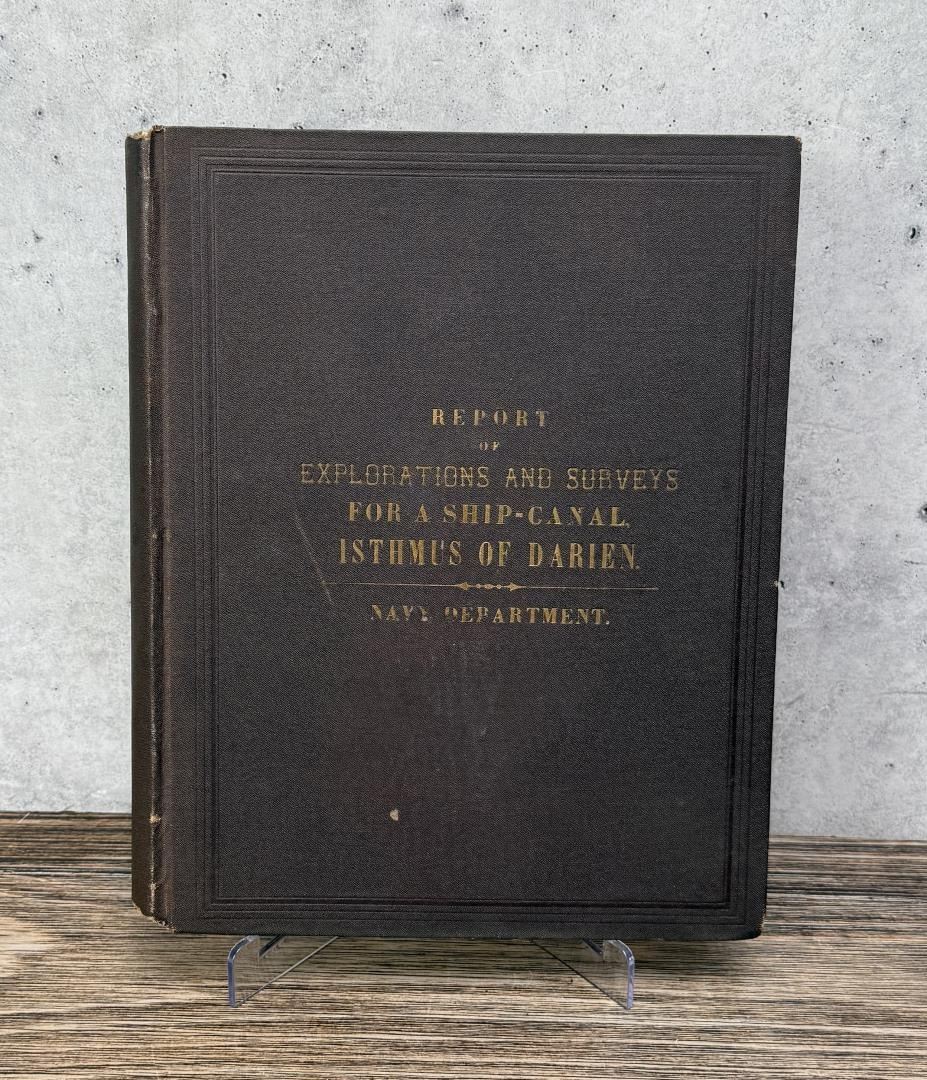 REPORT
OF
EXPLORATIONS AND SURVEYS
FOR A SHIP-CANAL,
ISTHMUS OF DARIEN.
NAVY DEPARTMENT.